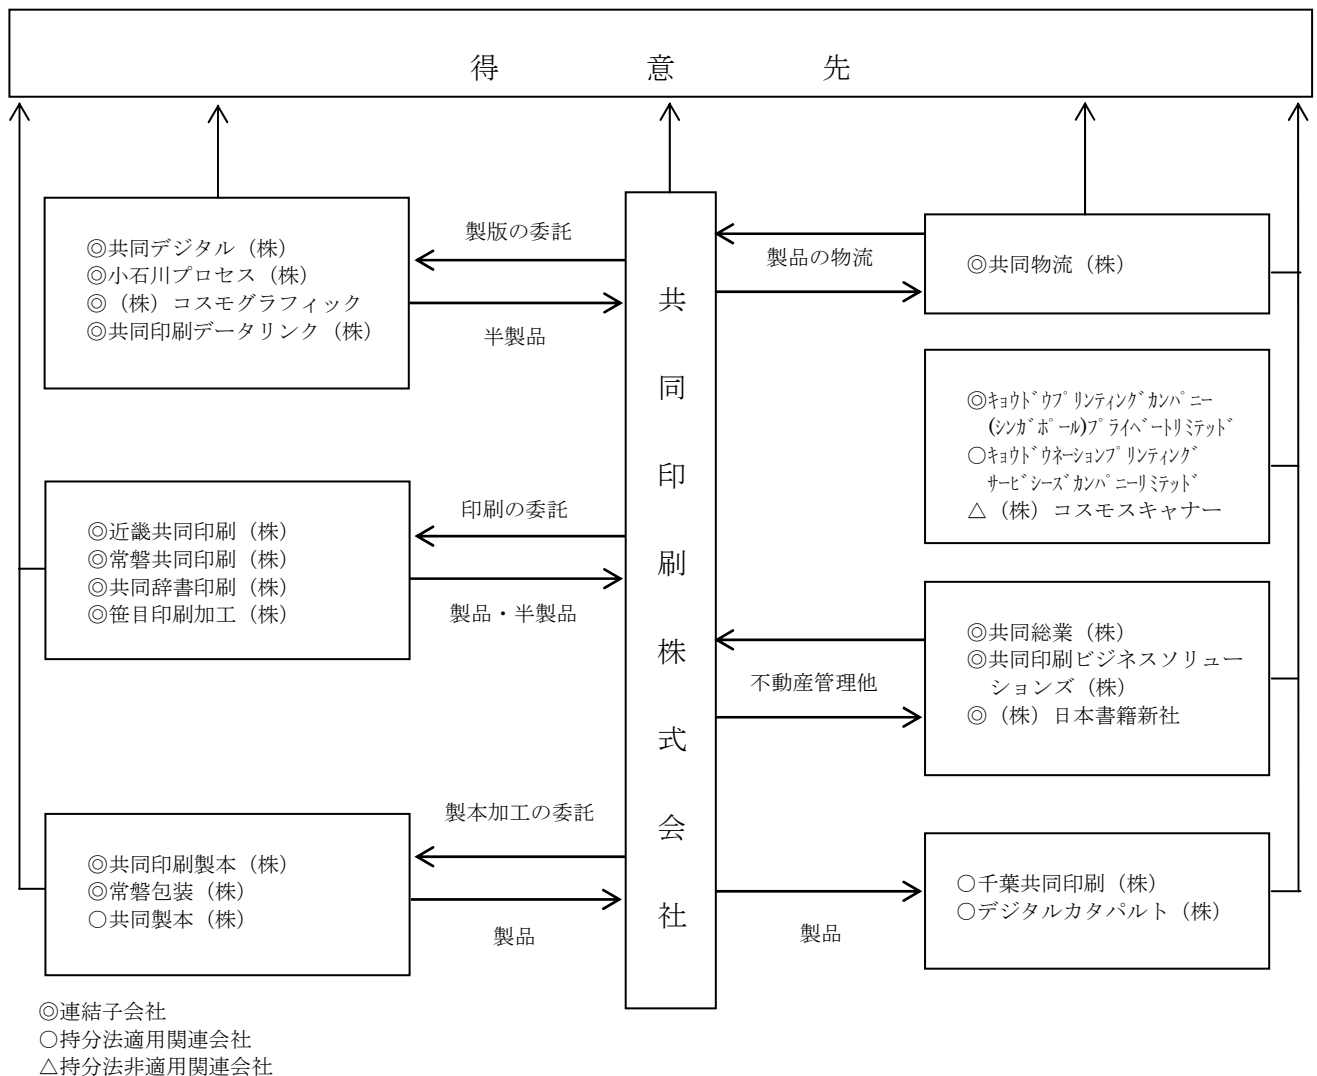 得意先
◎共同デジタル（株）
◎小石川プロセス（株）
◎（株）コスモグラフィック
◎共同印刷データリンク（株）
製版の委託
半製品
◎近畿共同印刷（株）
◎常磐共同印刷（株）
◎共同辞書印刷（株）
◎笹目印刷加工（株）
印刷の委託
製品・半製品
◎共同印刷製本（株）
◎常磐包装（株）
○共同製本（株）
製本加工の委託
製品
共同印刷株式会社
製品の物流
◎共同物流（株）
◎ｷｮｳﾄﾞｳﾌﾟﾘﾝﾃｨﾝｸﾞｶﾝﾊﾟﾆｰ
(ｼﾝｶﾞﾎﾟｰﾙ)ﾌﾟﾗｲﾍﾞｰﾄﾘﾐﾃｯﾄﾞ
○ｷｮｳﾄﾞｳﾈｰｼｮﾝﾌﾟﾘﾝﾃｨﾝｸﾞ
ｻｰﾋﾞｼｰｽﾞｶﾝﾊﾟﾆｰﾘﾐﾃｯﾄﾞ
△（株）コスモスキャナー
不動産管理他
◎共同総業（株）
◎共同印刷ビジネスソリュー
ションズ（株）
◎（株）日本書籍新社
製品
○千葉共同印刷（株）
○デジタルカタパルト（株）
◎連結子会社
○持分法適用関連会社
△持分法非適用関連会社